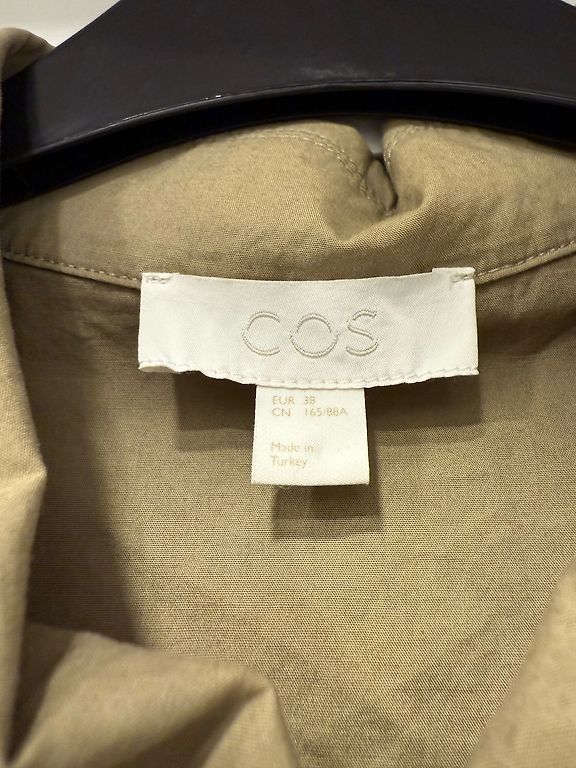 COS
EUR 38
CN 165/88A
Made in
Turkey